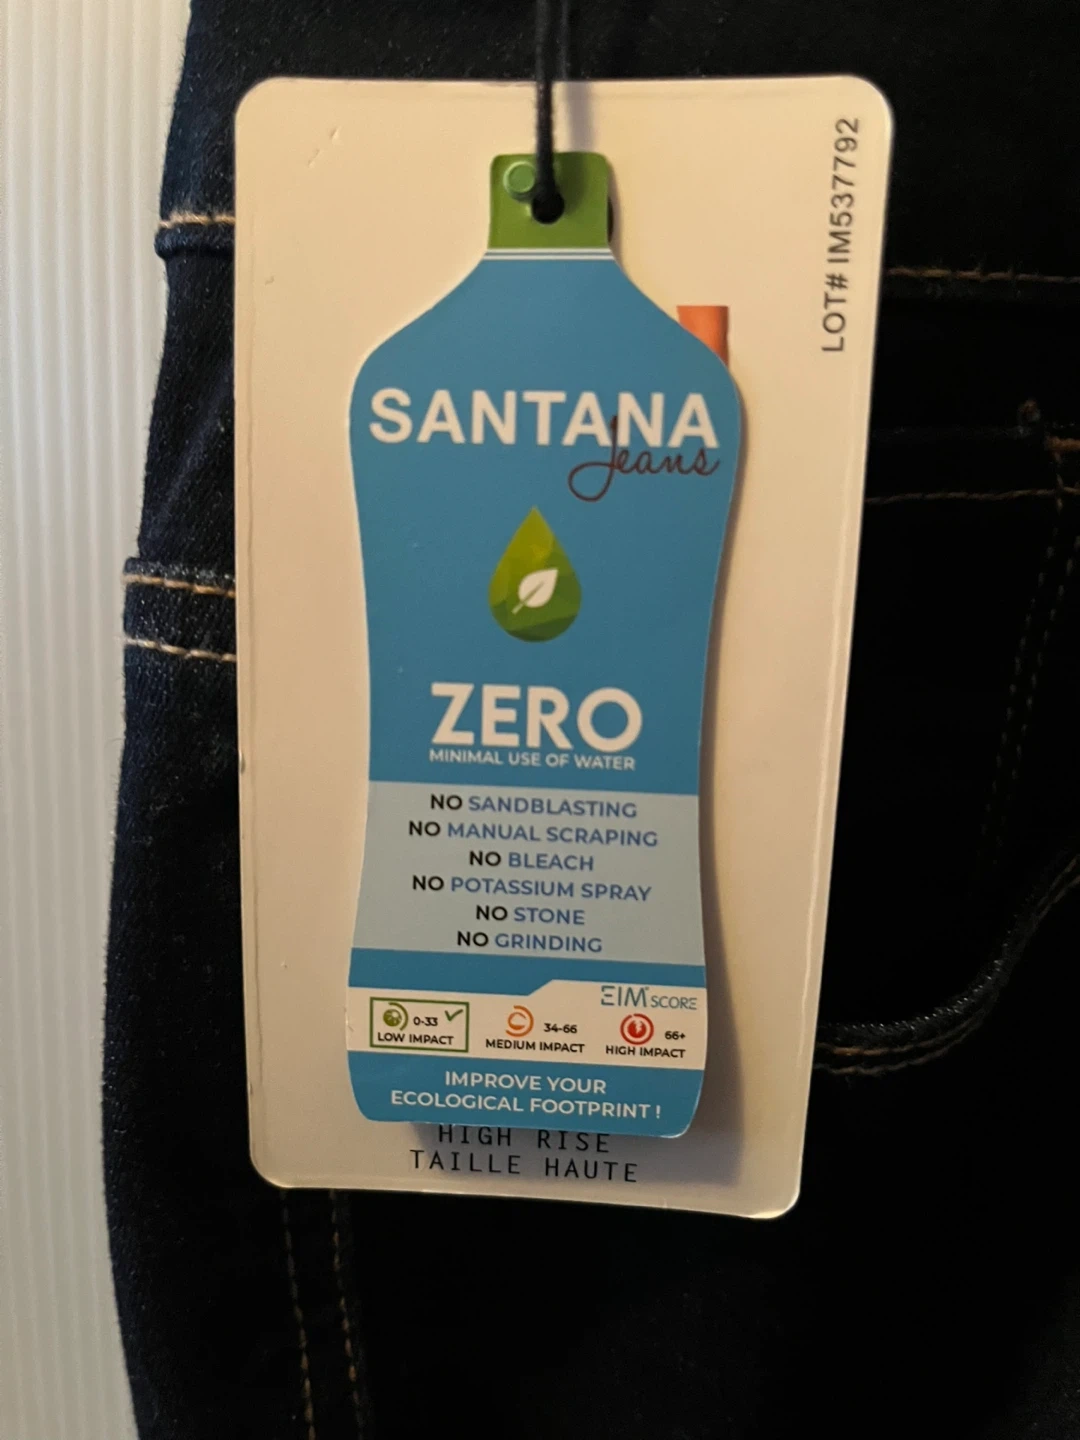 LOT# IM537792
SANTANA
Jeans
ZERO
MINIMAL USE OF WATER
NO SANDBLASTING
NO MANUAL SCRAPING
NO BLEACH
NO POTASSIUM SPRAY
NO STONE
NO GRINDING
EIM SCORE
0-33
LOW IMPACT
34-66
MEDIUM IMPACT
66+
HIGH IMPACT
IMPROVE YOUR
ECOLOGICAL FOOTPRINT !
HIGH RISE
TAILLE HAUTE